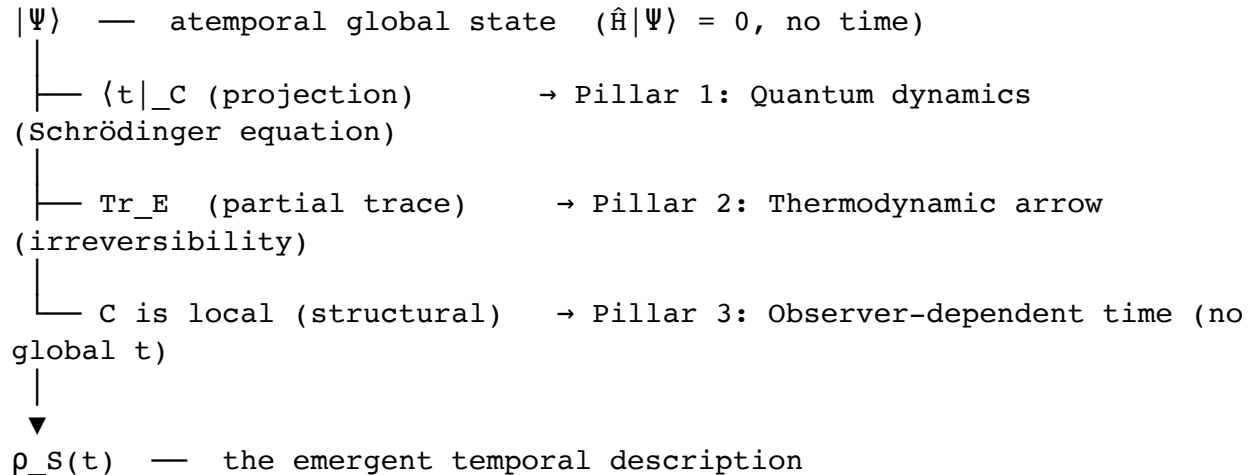 |Ψ⟩ — atemporal global state (Ĥ|Ψ⟩ = 0, no time)
│
├── ⟨t|_C (projection) → Pillar 1: Quantum dynamics
(Schrödinger equation)
│
├── Tr_E (partial trace) → Pillar 2: Thermodynamic arrow
(irreversibility)
│
└── C is local (structural) → Pillar 3: Observer-dependent time (no
global t)
│
▼
ρ_S(t) — the emergent temporal description